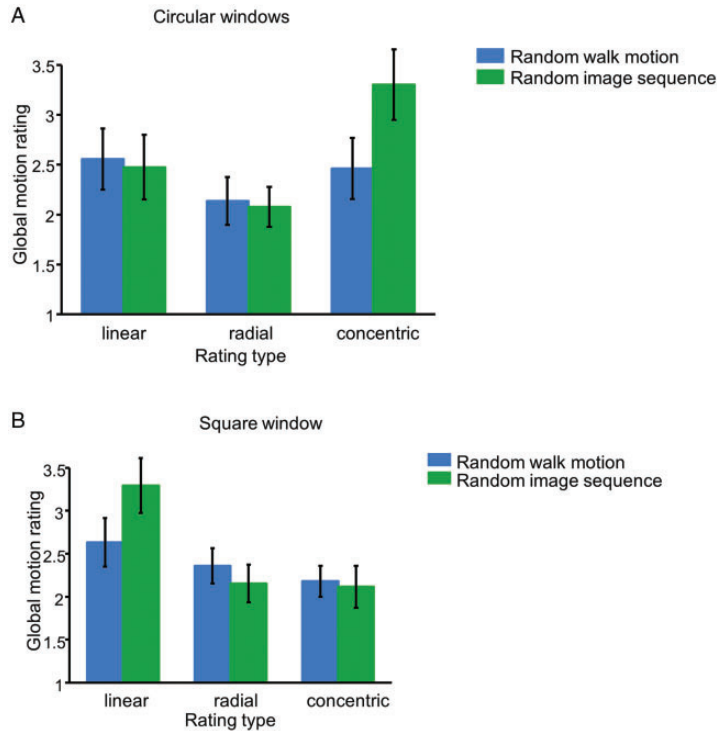 A
Circular windows
Random walk motion
Random image sequence
Global motion rating
3.5
3
2.5
2
1.5
1
linear radial concentric
Rating type
B
Square window
Random walk motion
Random image sequence
Global motion rating
3.5
3
2.5
2
1.5
1
linear radial concentric
Rating type